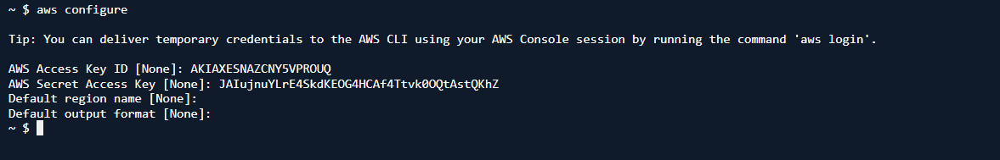 ~ $ aws configure
Tip: You can deliver temporary credentials to the AWS CLI using your AWS Console session by running the command 'aws login'.
AWS Access Key ID [None]: AKIAXESNAZCNY5VPROUQ
AWS Secret Access Key [None]: JAIujnuYLrE4SkdKEOG4HCAf4Ttvk0OQtAstQKhZ
Default region name [None]:
Default output format [None]:
~ $